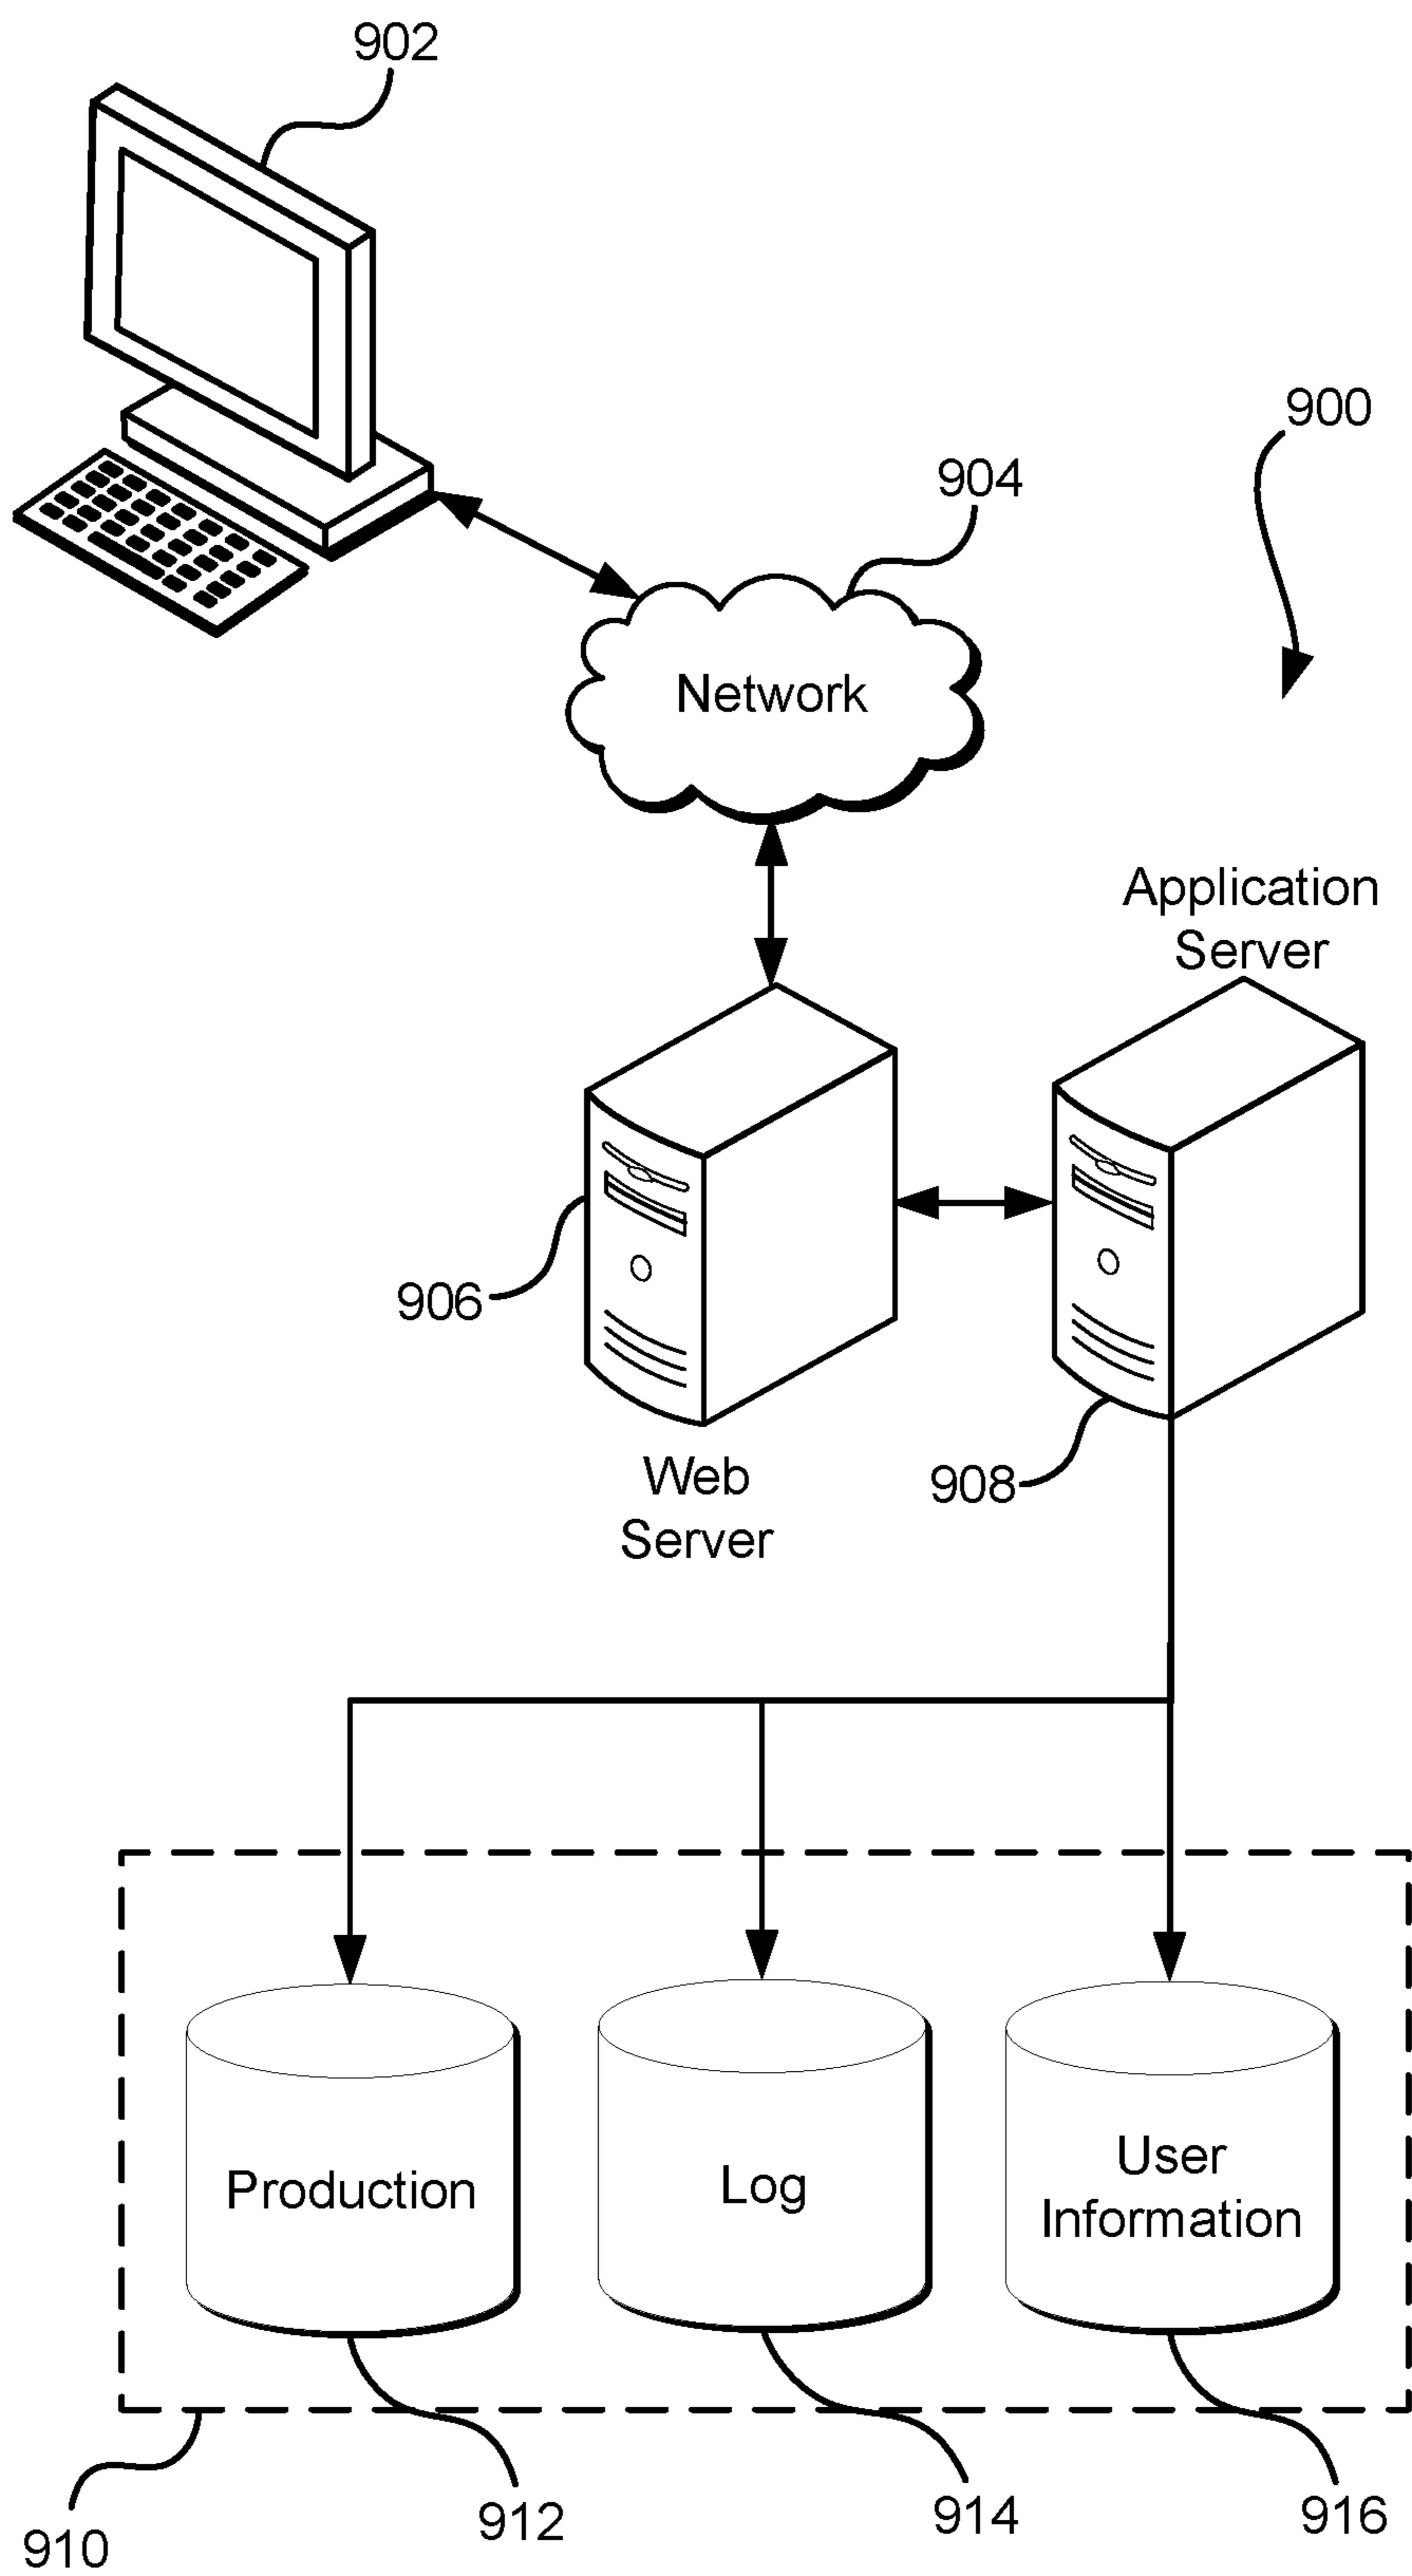 902
900
904
Network
Application
Server
906
Web
Server
908
Production
Log
User
Information
910
912
914
916